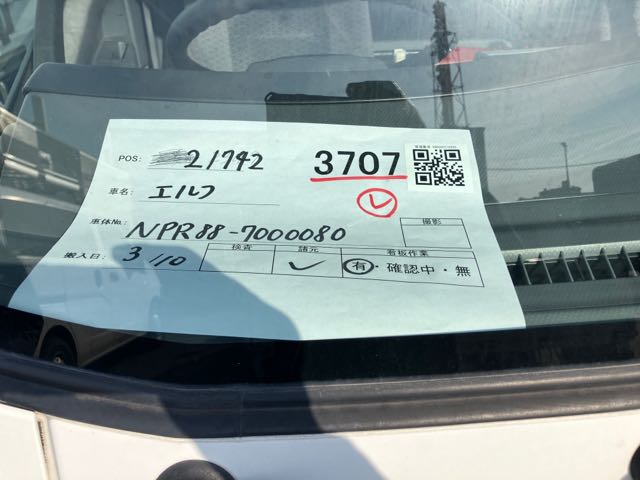 POS: 21742 3707
車名: エルフ
車体No. NPR88-7000080 撮影
搬入日: 3/10 検査 諸元 看板作業
✓ 有・確認中・無